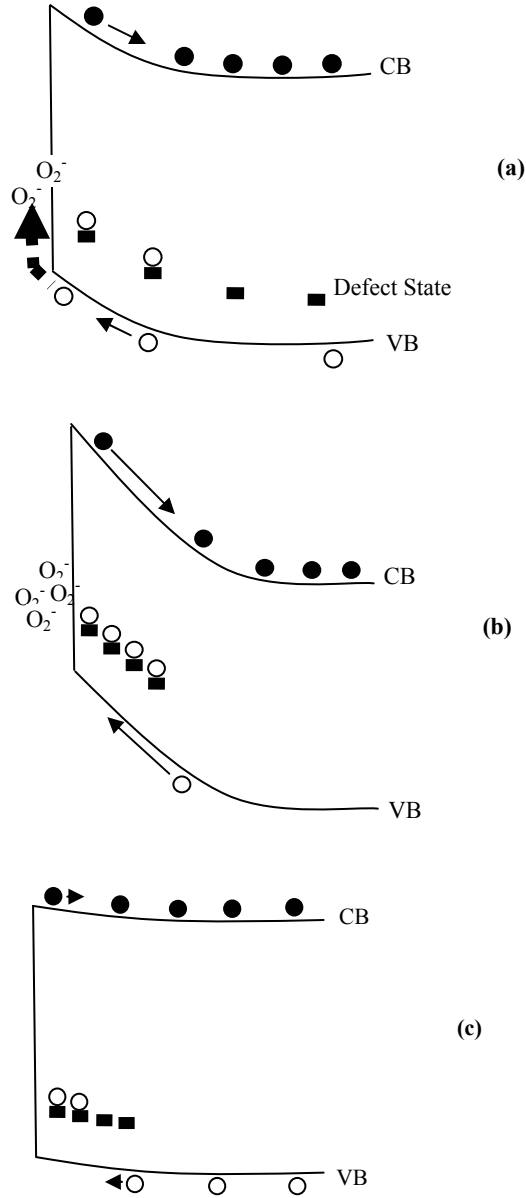 CB
(a)
O₂⁻
O₂⁻
Defect State
VB
CB
O₂⁻
O₂⁻ O₂⁻
O₂⁻
(b)
VB
CB
(c)
VB